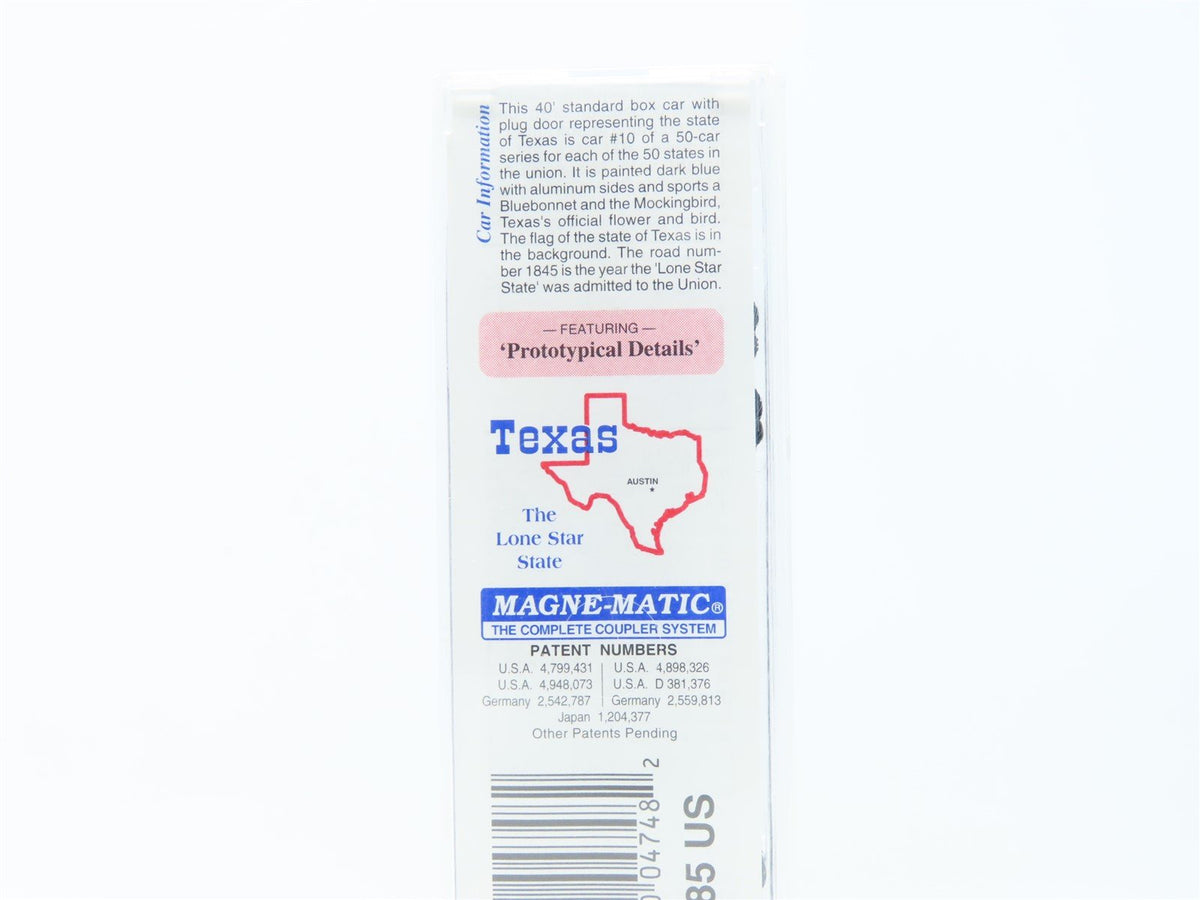 Car Information
This 40' standard box car with
plug door representing the state
of Texas is car #10 of a 50-car
series for each of the 50 states in
the union. It is painted dark blue
with aluminum sides and sports a
Bluebonnet and the Mockingbird,
Texas's official flower and bird.
The flag of the state of Texas is in
the background. The road num-
ber 1845 is the year the 'Lone Star
State' was admitted to the Union.
— FEATURING —
‘Prototypical Details’
Texas
AUSTIN
The
Lone Star
State
MAGNE-MATIC®
THE COMPLETE COUPLER SYSTEM
PATENT NUMBERS
U.S.A. 4,799,431 | U.S.A. 4,898,326
U.S.A. 4,948,073 | U.S.A. D 381,376
Germany 2,542,787 | Germany 2,559,813
Japan 1,204,377
Other Patents Pending
04748 2
85 US